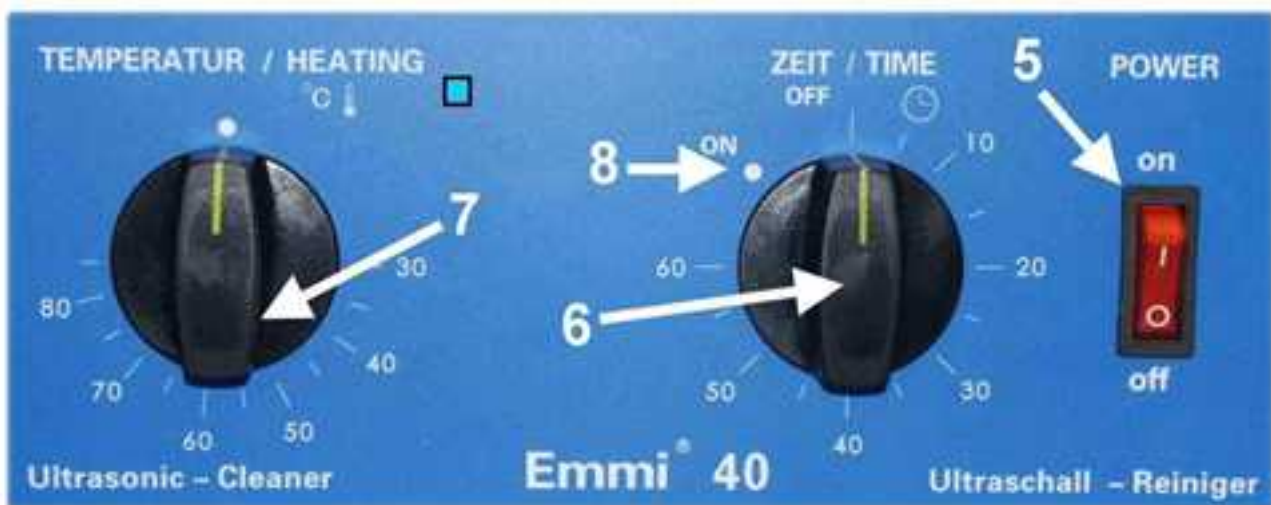 TEMPERATUR / HEATING
°C
ZEIT / TIME
OFF
5
POWER
8
ON
10
on
7
30
60
20
80
6
40
70
50
30
off
60
50
40
Ultrasonic – Cleaner
Emmi® 40
Ultraschall – Reiniger